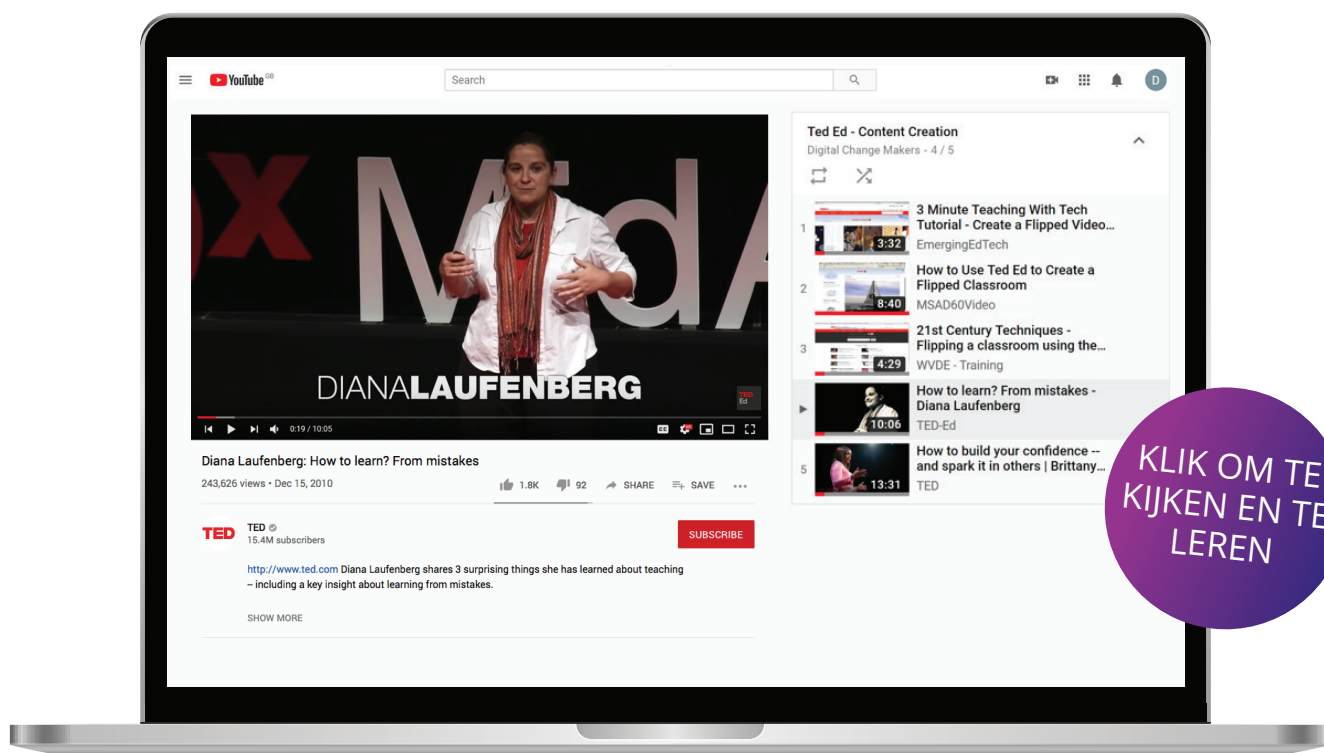 YouTube GB
Search
D
x MidA
DIANALAUFENBERG
TED
Ed
0:19 / 10:05
CC
Diana Laufenberg: How to learn? From mistakes
243,626 views • Dec 15, 2010
1.8K
92
SHARE
SAVE
TED
TED
15.4M subscribers
SUBSCRIBE
http://www.ted.com Diana Laufenberg shares 3 surprising things she has learned about teaching
– including a key insight about learning from mistakes.
SHOW MORE
Ted Ed - Content Creation
Digital Change Makers - 4 / 5
1
3:32
3 Minute Teaching With Tech
Tutorial - Create a Flipped Video...
EmergingEdTech
2
8:40
How to Use Ted Ed to Create a
Flipped Classroom
MSAD60Video
3
4:29
21st Century Techniques -
Flipping a classroom using the...
WVDE - Training
10:06
How to learn? From mistakes -
Diana Laufenberg
TED-Ed
5
13:31
How to build your confidence --
and spark it in others | Brittany...
TED
KLIK OM TE
KIJKEN EN TE
LEREN